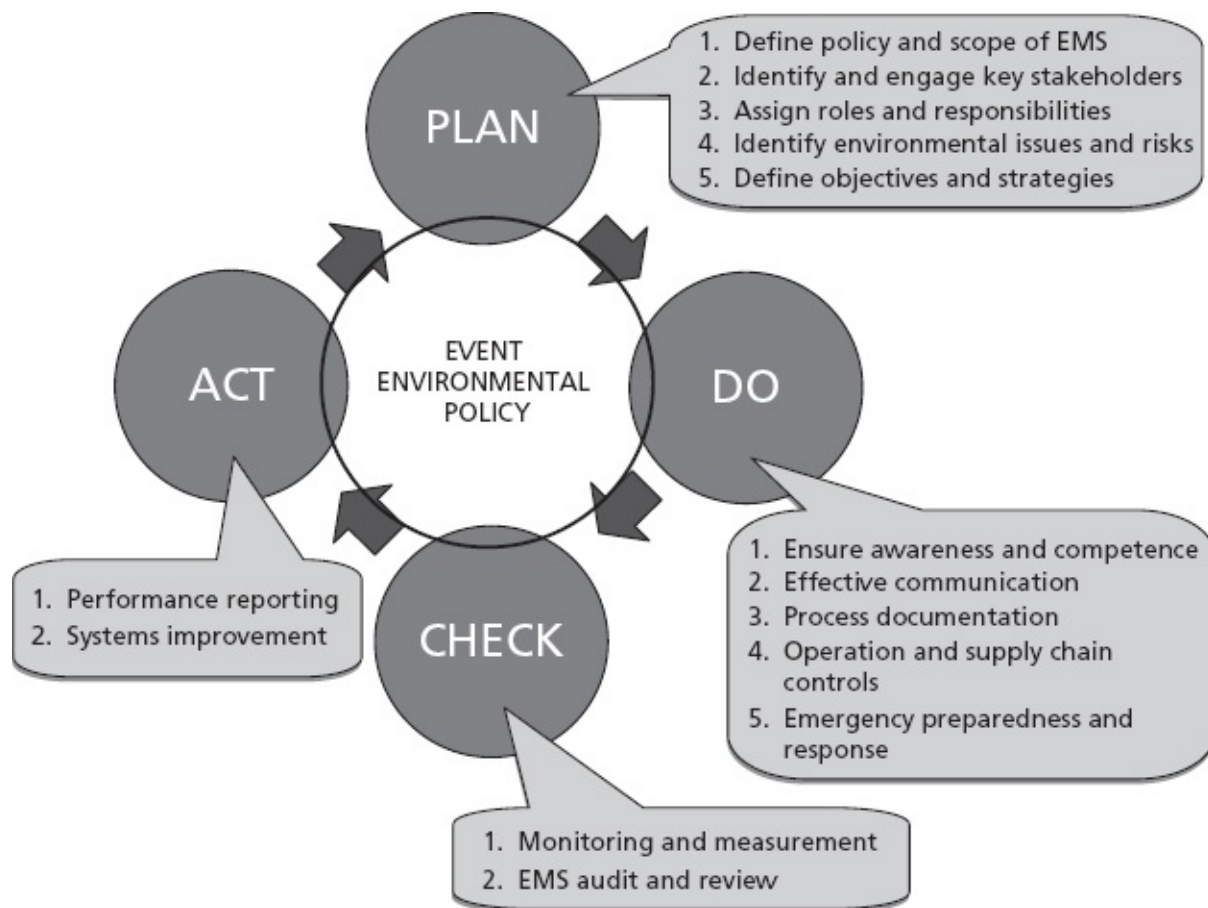 PLAN
1. Define policy and scope of EMS
2. Identify and engage key stakeholders
3. Assign roles and responsibilities
4. Identify environmental issues and risks
5. Define objectives and strategies
EVENT
ENVIRONMENTAL
POLICY
ACT
DO
1. Performance reporting
2. Systems improvement
CHECK
1. Ensure awareness and competence
2. Effective communication
3. Process documentation
4. Operation and supply chain
controls
5. Emergency preparedness and
response
1. Monitoring and measurement
2. EMS audit and review